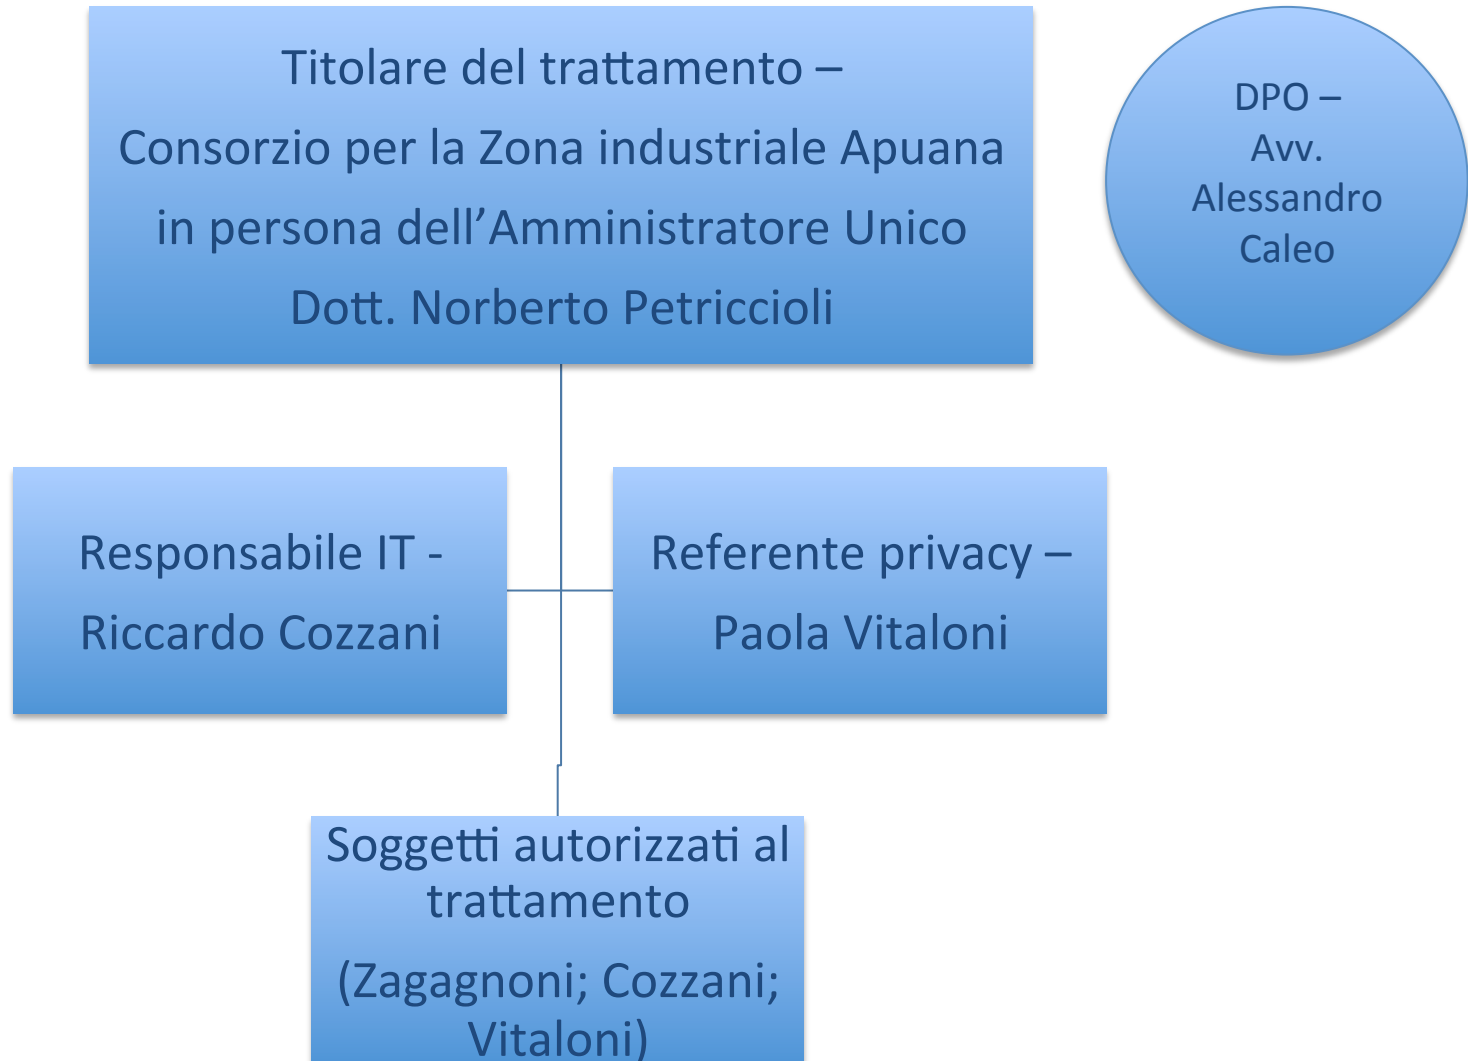 Titolare del trattamento –
Consorzio per la Zona industriale Apuana
in persona dell’Amministratore Unico
Dott. Norberto Petriccioli
DPO –
Avv.
Alessandro
Caleo
Responsabile IT -
Riccardo Cozzani
Referente privacy –
Paola Vitaloni
Soggetti autorizzati al
trattamento
(Zagagnoni; Cozzani;
Vitaloni)